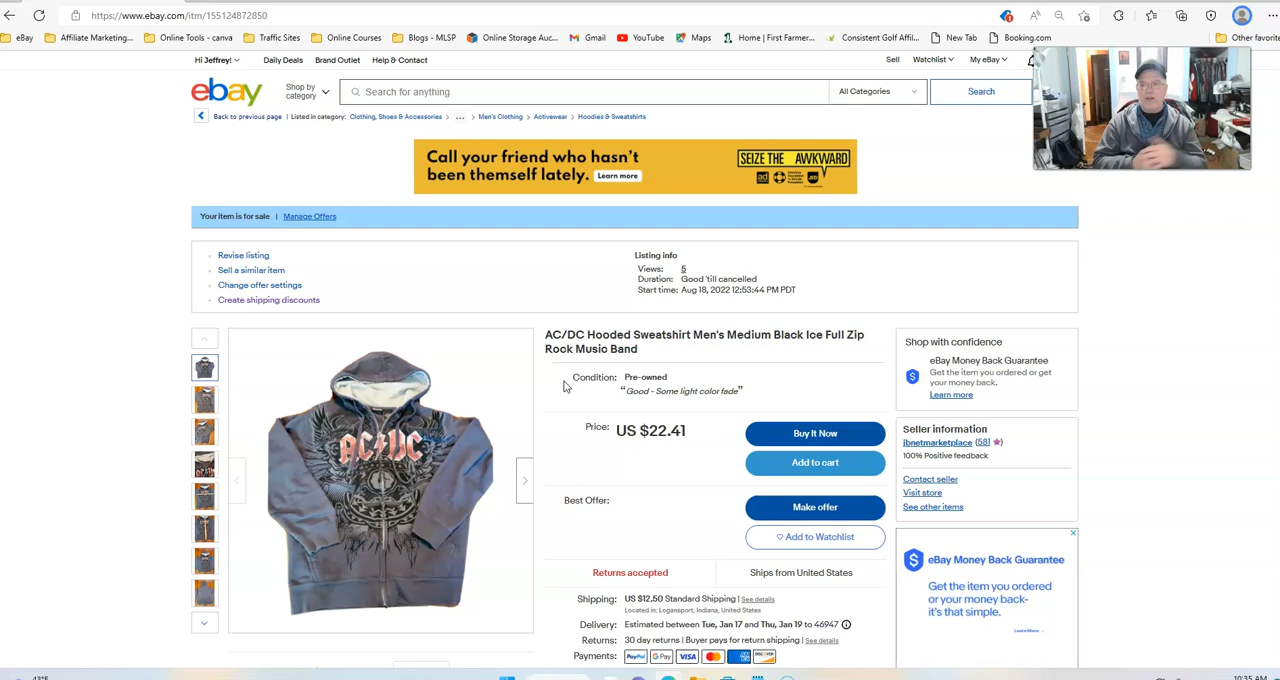 https://www.ebay.com/itm/155124872850
eBay
Affiliate Marketing...
Online Tools - canva
Traffic Sites
Online Courses
Blogs - MLSP
Online Storage Auc...
Gmail
YouTube
Maps
Home | First Farmer...
Consistent Golf Affil...
New Tab
Booking.com
Other favorite
Hi Jeffrey!
Daily Deals
Brand Outlet
Help & Contact
Sell
Watchlist
My eBay
ebay
Shop by
category
Search for anything
All Categories
Search
Back to previous page | Listed in category: Clothing, Shoes & Accessories > ... > Men's Clothing > Activewear > Hoodies & Sweatshirts
Call your friend who hasn't
been themself lately. Learn more
SEIZE THE AWKWARD
Your item is for sale | Manage Offers
Revise listing
Sell a similar item
Change offer settings
Create shipping discounts
Listing info
Views: 5
Duration: Good 'till cancelled
Start time: Aug 18, 2022 12:53:44 PM PDT
AC/DC
AC/DC Hooded Sweatshirt Men's Medium Black Ice Full Zip
Rock Music Band
Condition: Pre-owned
"Good - Some light color fade"
Price: US $22.41
Buy It Now
Add to cart
Best Offer:
Make offer
Add to Watchlist
Returns accepted
Ships from United States
Shipping: US $12.50 Standard Shipping | See details
Located in: Logansport, Indiana, United States
Delivery: Estimated between Tue, Jan 17 and Thu, Jan 19 to 46947
Returns: 30 day returns | Buyer pays for return shipping | See details
Payments: PayPal G Pay VISA DISCOVER
Shop with confidence
eBay Money Back Guarantee
Get the item you ordered or
get your money back.
Learn more
Seller information
jbnetmarketplace (581)
100% Positive feedback
Contact seller
Visit store
See other items
eBay Money Back Guarantee
Get the item you ordered
or your money back-
it's that simple.
Learn More
43°F
10:35 AM